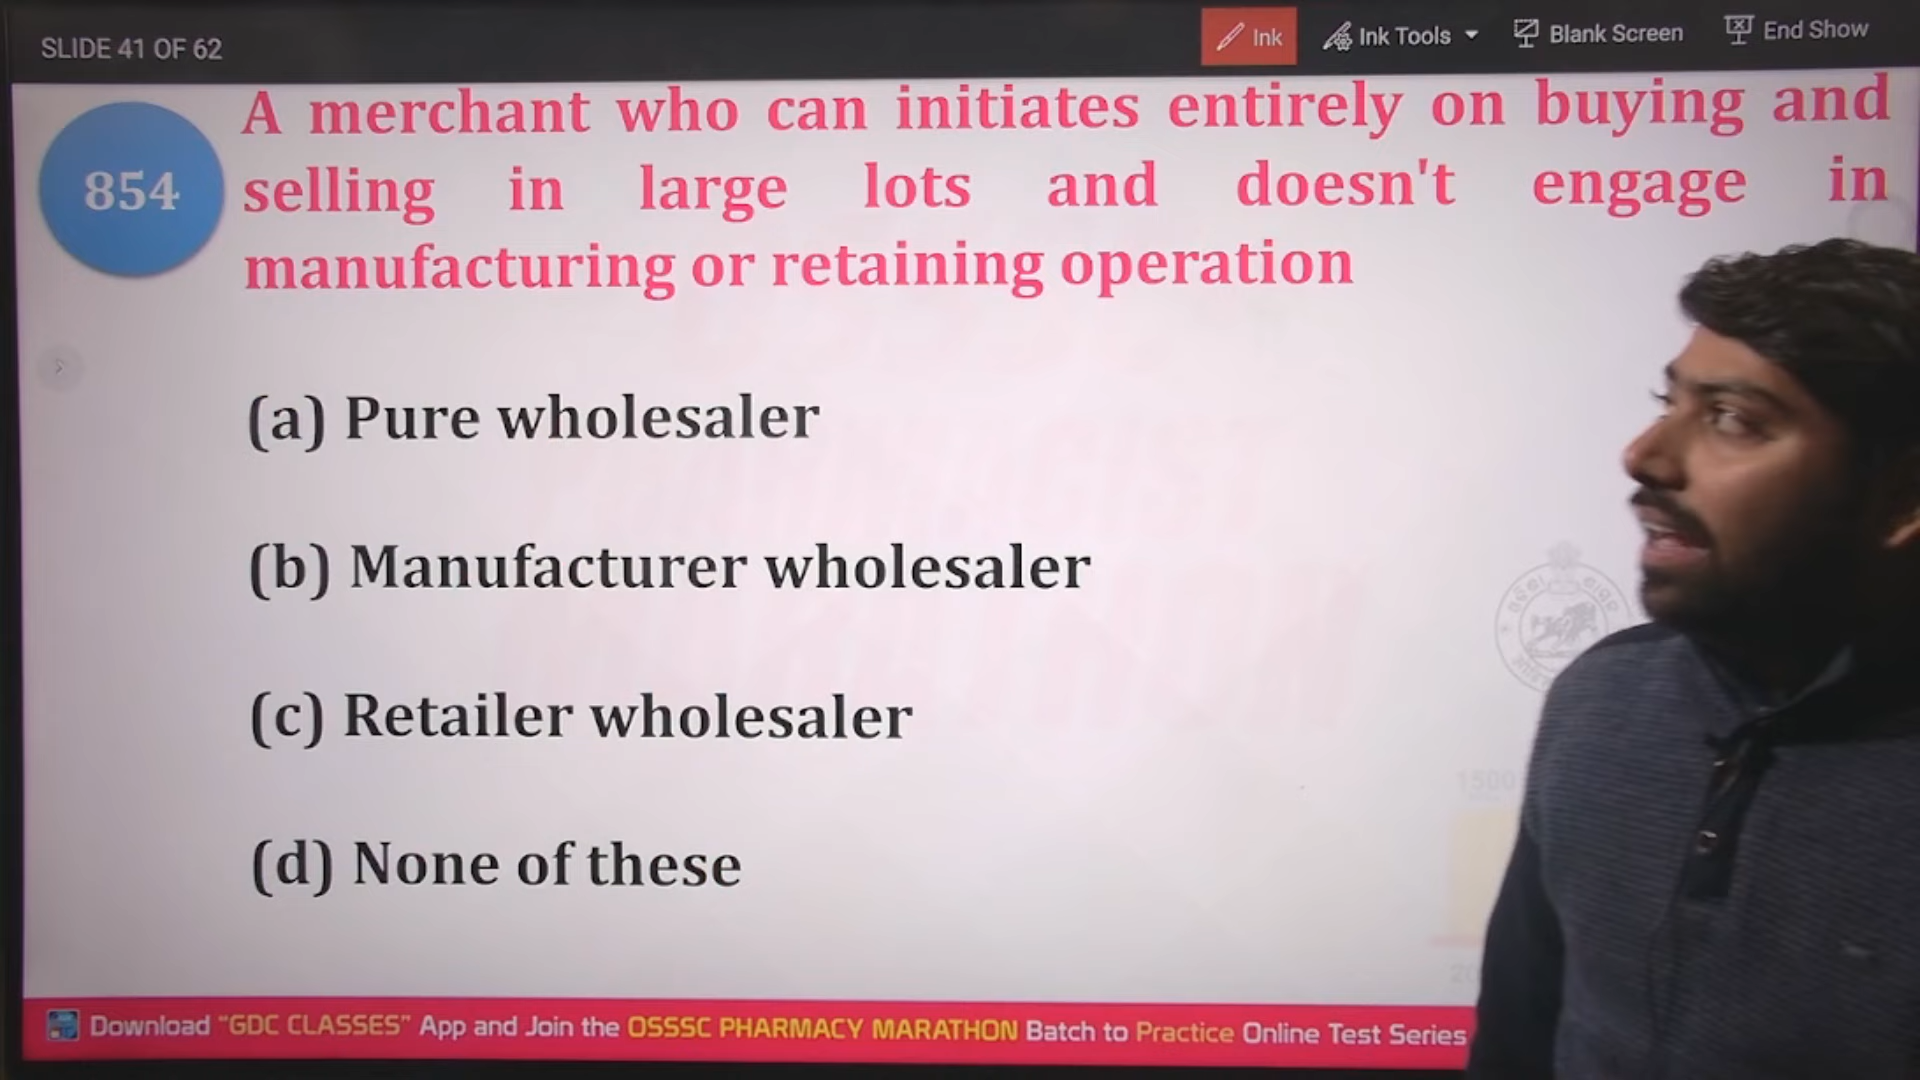 SLIDE 41 OF 62
Ink
Ink Tools
Blank Screen
End Show
854
A merchant who can initiates entirely on buying and
selling in large lots and doesn't engage in
manufacturing or retaining operation
(a) Pure wholesaler
(b) Manufacturer wholesaler
(c) Retailer wholesaler
(d) None of these
1500
Download "GDC CLASSES" App and Join the OSSSC PHARMACY MARATHON Batch to Practice Online Test Series